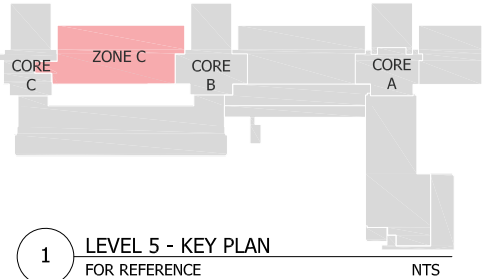 ZONE C
CORE
C
CORE
B
CORE
A
1
LEVEL 5 - KEY PLAN
FOR REFERENCE NTS